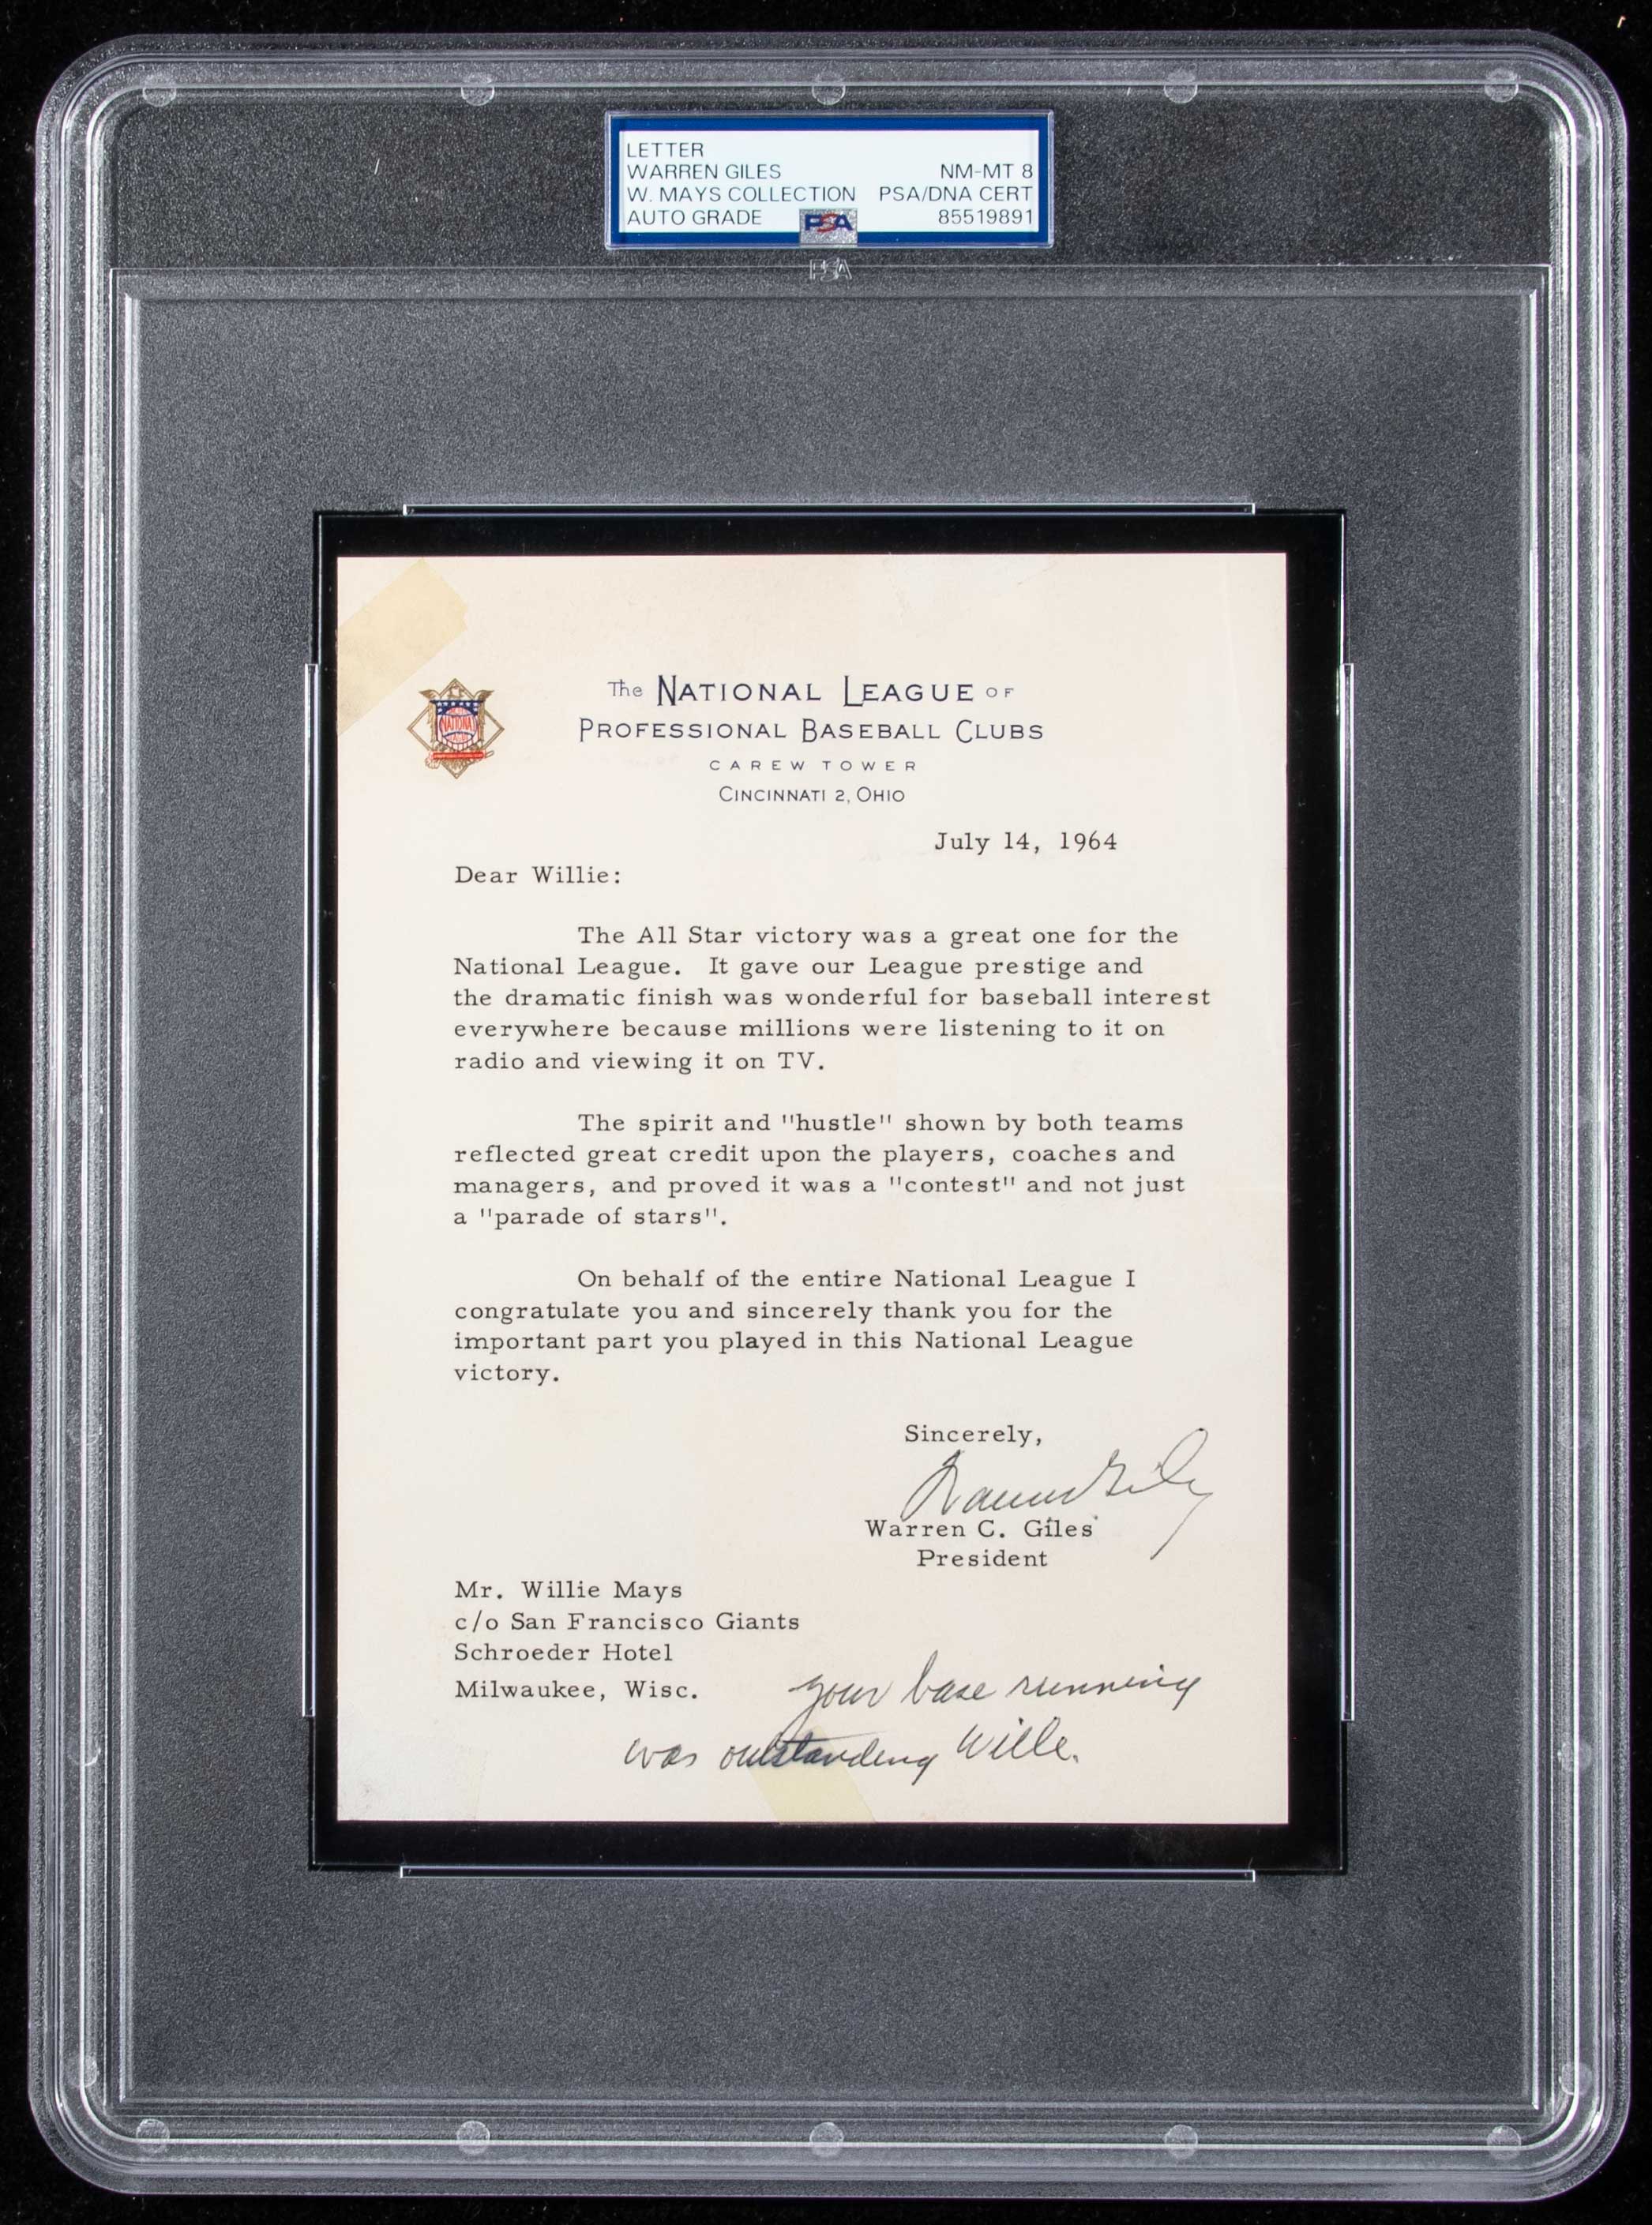 LETTER
WARREN GILES NM-MT 8
W. MAYS COLLECTION PSA/DNA CERT
AUTO GRADE PSA 85519891
PSA
NATIONAL
The NATIONAL LEAGUE OF
PROFESSIONAL BASEBALL CLUBS
CAREW TOWER
CINCINNATI 2, OHIO
July 14, 1964
Dear Willie:
The All Star victory was a great one for the
National League. It gave our League prestige and
the dramatic finish was wonderful for baseball interest
everywhere because millions were listening to it on
radio and viewing it on TV.
The spirit and "hustle" shown by both teams
reflected great credit upon the players, coaches and
managers, and proved it was a "contest" and not just
a "parade of stars".
On behalf of the entire National League I
congratulate you and sincerely thank you for the
important part you played in this National League
victory.
Sincerely,
Warren Giles
Warren C. Giles
President
Mr. Willie Mays
c/o San Francisco Giants
Schroeder Hotel
Milwaukee, Wisc.
your base running
was outstanding Willie.